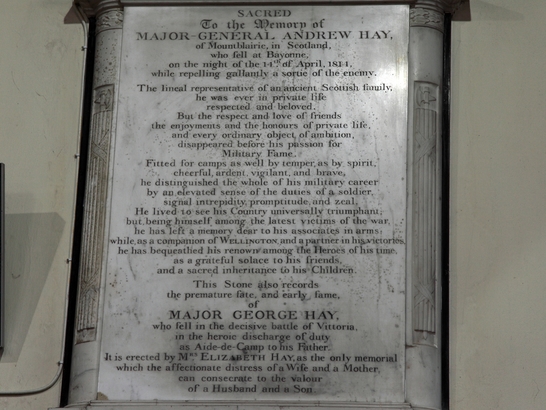 SACRED
To the Memory of
MAJOR-GENERAL ANDREW HAY,
of Mountblairie, in Scotland,
who fell at Bayonne,
on the night of the 14th of April, 1814,
while repelling gallantly a sortie of the enemy.
The lineal representative of an ancient Scottish family,
he was ever in private life
respected and beloved.
But the respect and love of friends
the enjoyments and the honours of private life,
and every ordinary object of ambition,
disappeared before his passion for
Military Fame.
Fitted for camps as well by temper, as by spirit,
cheerful, ardent, vigilant, and brave,
he distinguished the whole of his military career
by an elevated sense of the duties of a soldier,
signal intrepidity, promptitude, and zeal,
He lived to see his Country universally triumphant;
but being himself among the latest victims of the war,
he has left a memory dear to his associates in arms:
while, as a companion of WELLINGTON, and a partner in his victories,
he has bequeathed his renown among the Heroes of his time,
as a grateful solace to his friends,
and a sacred inheritance to his Children.
This Stone also records
the premature fate, and early fame,
of
MAJOR GEORGE HAY,
who fell in the decisive battle of Vittoria,
in the heroic discharge of duty
as Aide-de-Camp to his Father.
It is erected by Mrs ELIZABETH HAY, as the only memorial
which the affectionate distress of a Wife and a Mother,
can consecrate to the valour
of a Husband and a Son